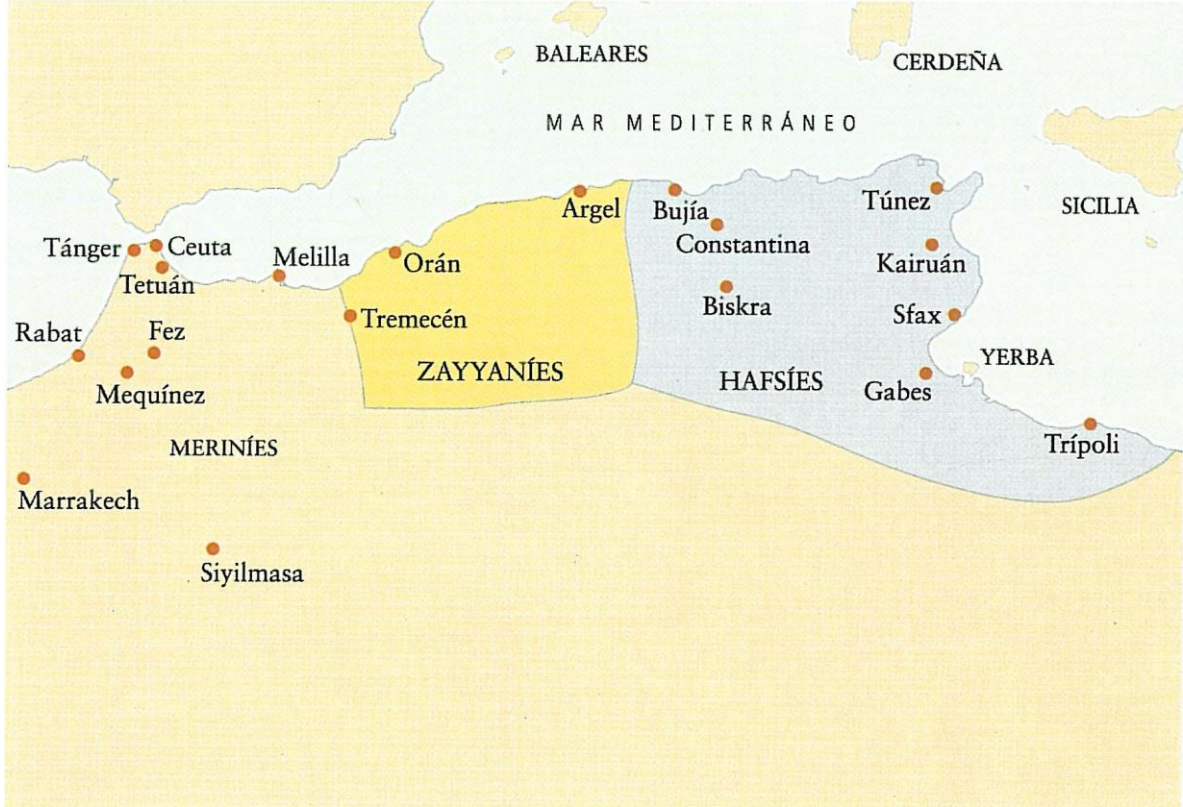 BALEARES
CERDEÑA
MAR MEDITERRÁNEO
Argel
Bujía
Túnez
SICILIA
Tánger
Ceuta
Constantina
Melilla
Orán
Kairuán
Tetuán
Biskra
Tremecén
Sfax
Rabat
Fez
YERBA
ZAYYANÍES
HAFSÍES
Mequínez
Gabes
Trípoli
MERINÍES
Marrakech
Siyilmasa